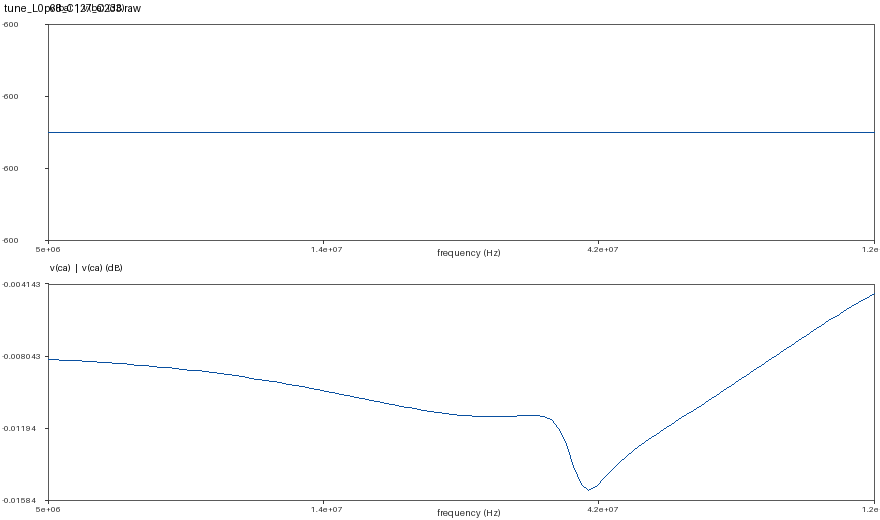 tune_L0p68_C127_C233.raw
-600
-600
-600
-600
5e+06
1.4e+07
4.2e+07
1.2e
frequency (Hz)
v(ca) | v(ca) (dB)
-0.004143
-0.008043
-0.01194
-0.01584
5e+06
1.4e+07
4.2e+07
1.2e
frequency (Hz)